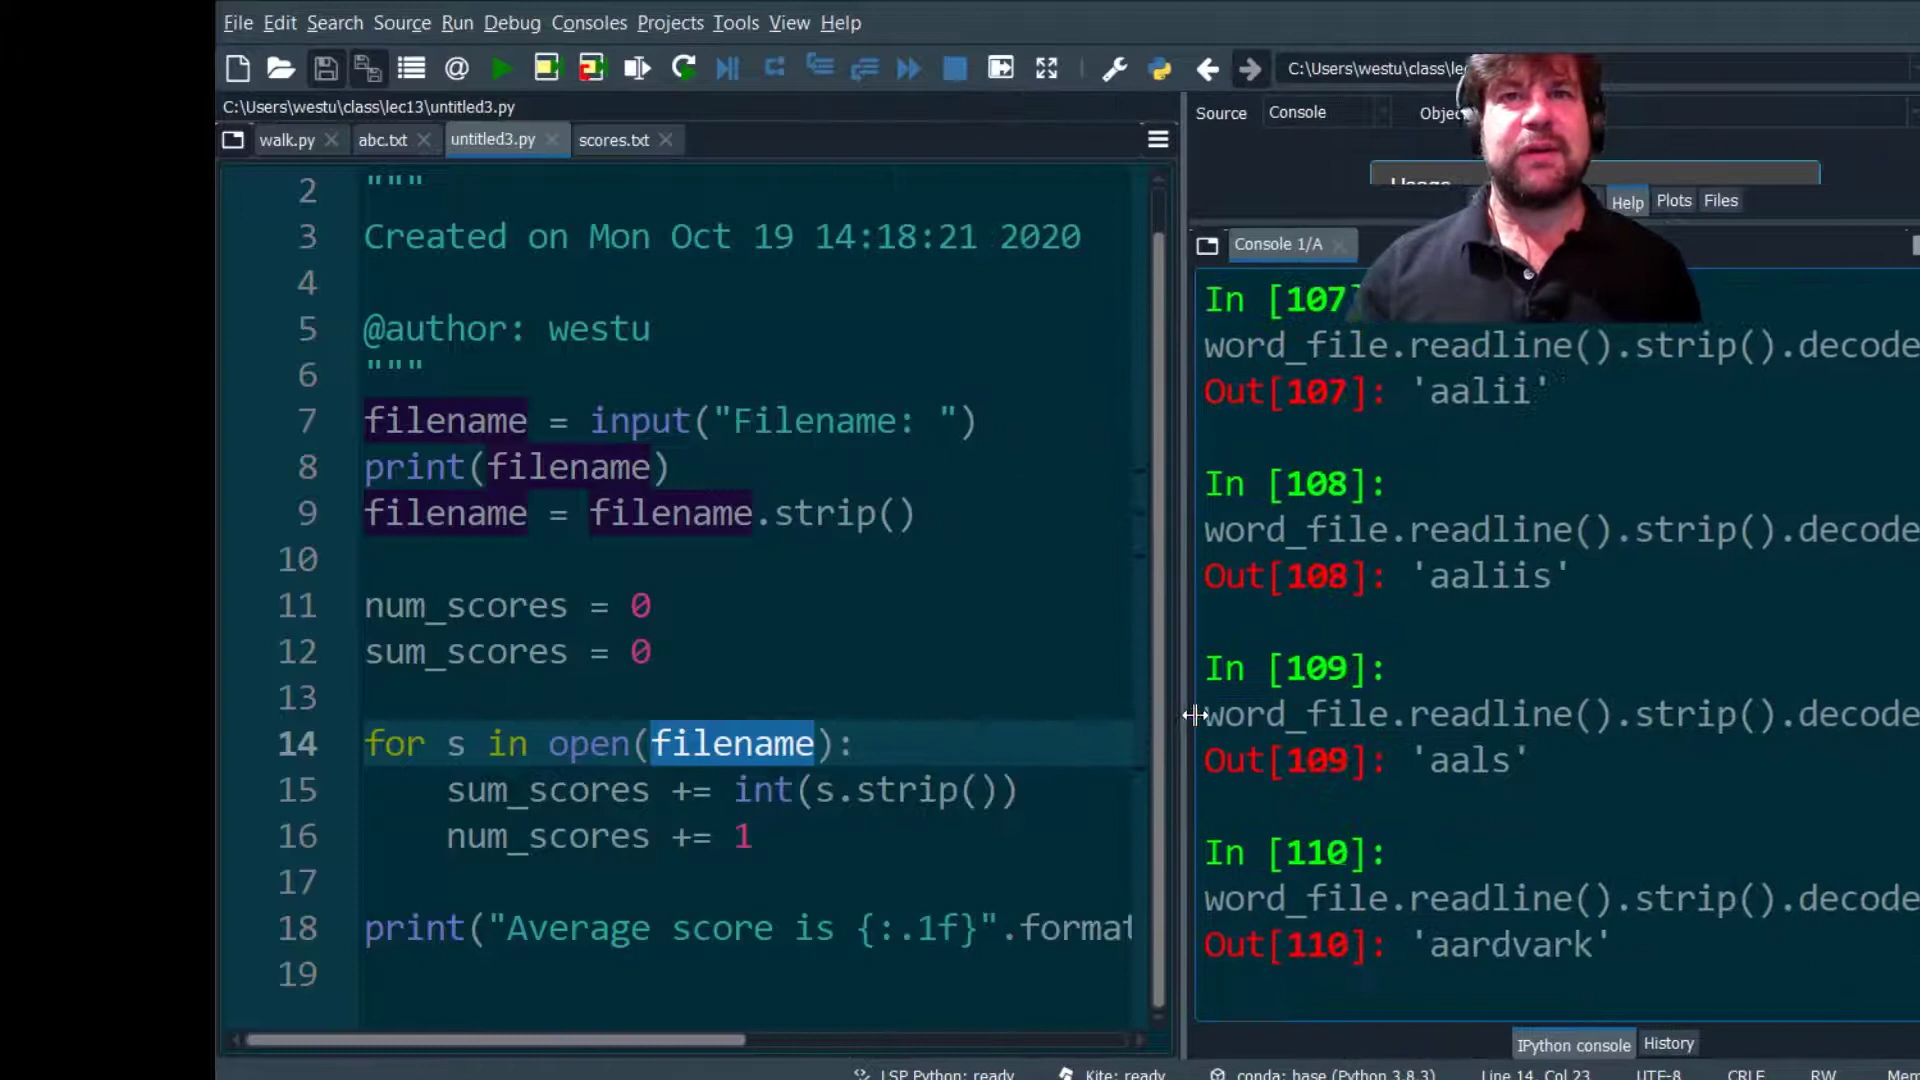 File Edit Search Source Run Debug Consoles Projects Tools View Help
C:\Users\westu\class\le
C:\Users\westu\class\lec13\untitled3.py
walk.py abc.txt untitled3.py scores.txt
2 """
3 Created on Mon Oct 19 14:18:21 2020
4
5 @author: westu
6 """
7 filename = input("Filename: ")
8 print(filename)
9 filename = filename.strip()
10
11 num_scores = 0
12 sum_scores = 0
13
14 for s in open(filename):
15 sum_scores += int(s.strip())
16 num_scores += 1
17
18 print("Average score is {:.1f}".format
19
Source Console Objec
Usage
Help Plots Files
Console 1/A
In [107
word_file.readline().strip().decode
Out[107]: 'aalii'
In [108]:
word_file.readline().strip().decode
Out[108]: 'aaliis'
In [109]:
word_file.readline().strip().decode
Out[109]: 'aals'
In [110]:
word_file.readline().strip().decode
Out[110]: 'aardvark'
IPython console History
LSP Python: ready Kite: ready conda: base (Python 3.8.3) Line 14, Col 23 UTF-8 CRLF RW Mem